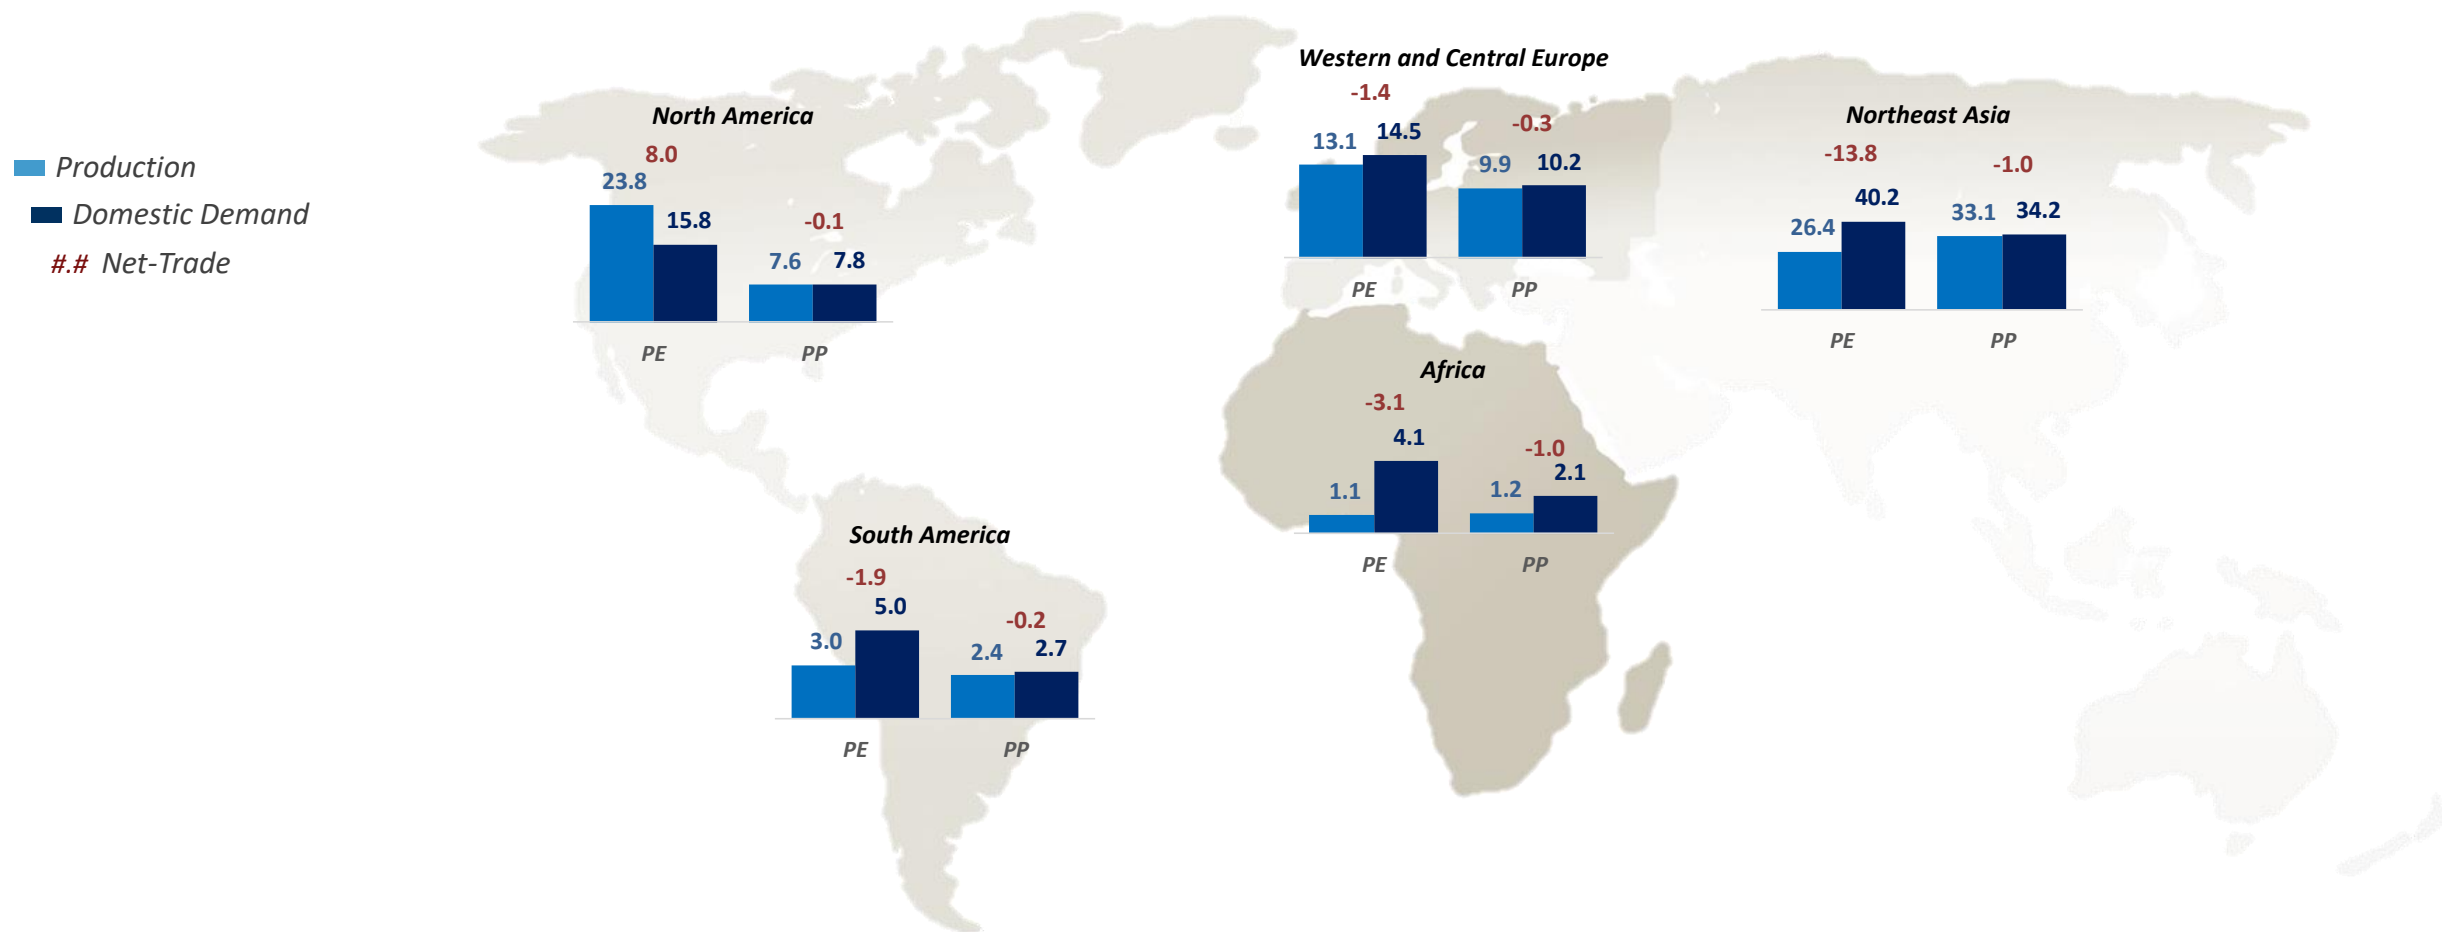 Production
Domestic Demand
#.# Net-Trade
North America
8.0
23.8
15.8
-0.1
7.6
7.8
PE
PP
Western and Central Europe
-1.4
13.1
14.5
-0.3
9.9
10.2
PE
PP
Northeast Asia
-13.8
-1.0
26.4
40.2
33.1
34.2
PE
PP
Africa
-3.1
4.1
1.1
-1.0
1.2
2.1
PE
PP
South America
-1.9
5.0
3.0
-0.2
2.4
2.7
PE
PP